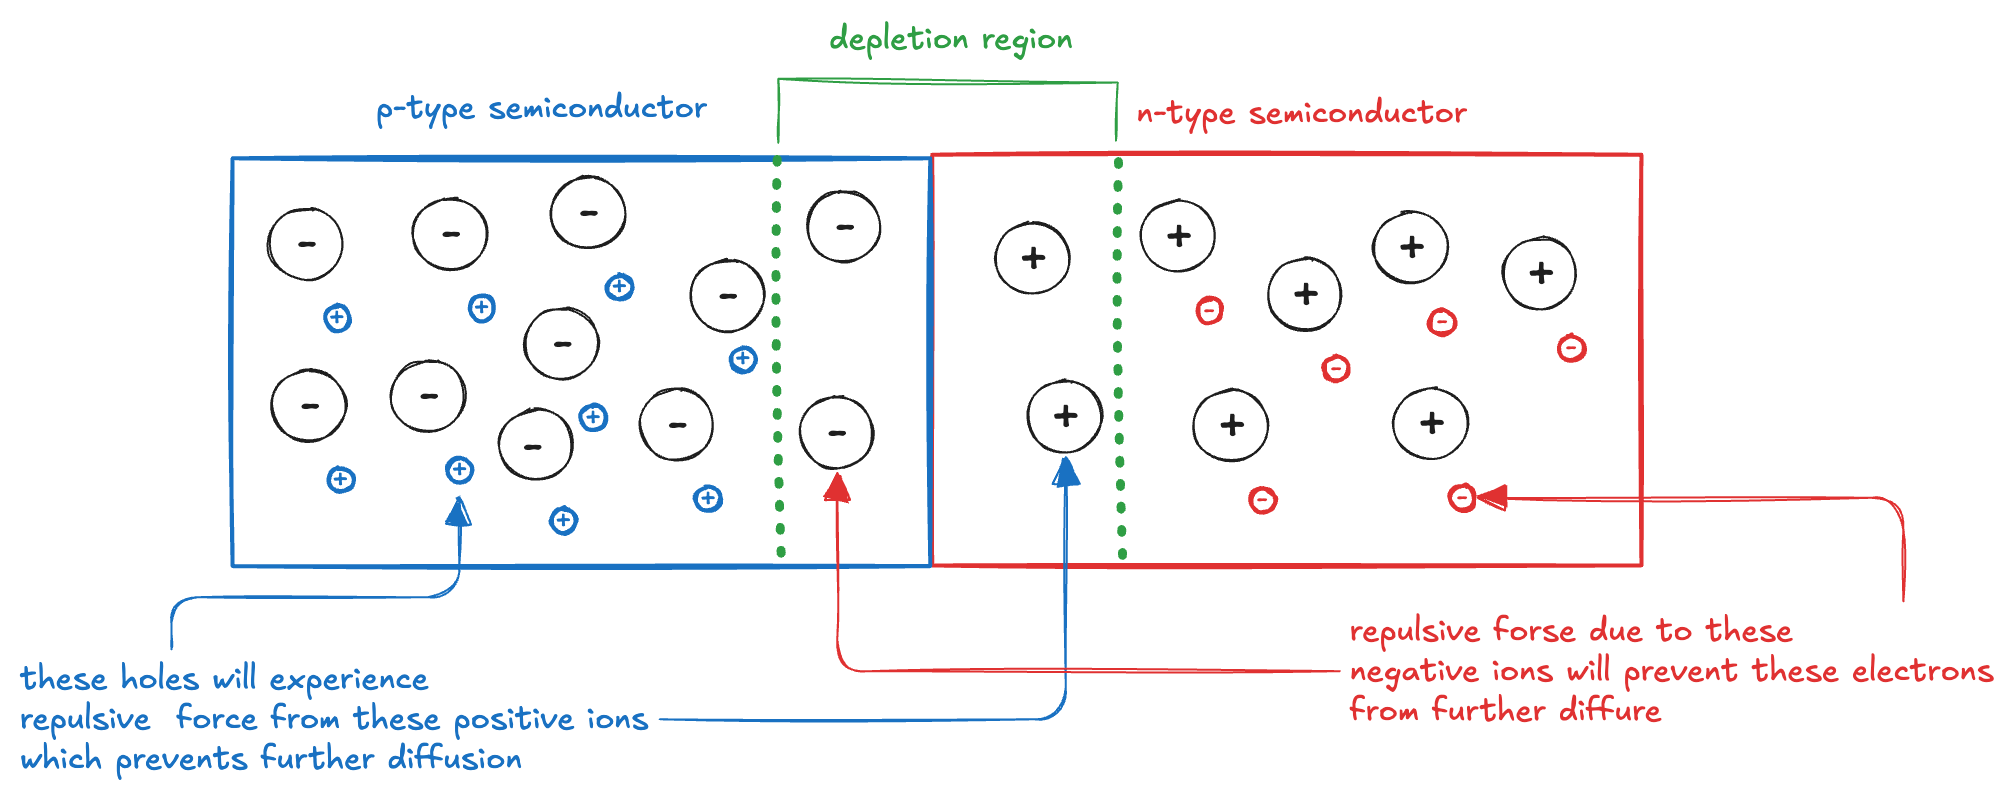 depletion region
p-type semiconductor
n-type semiconductor
these holes will experience
repulsive force from these positive ions
which prevents further diffusion
repulsive forse due to these
negative ions will prevent these electrons
from further diffure